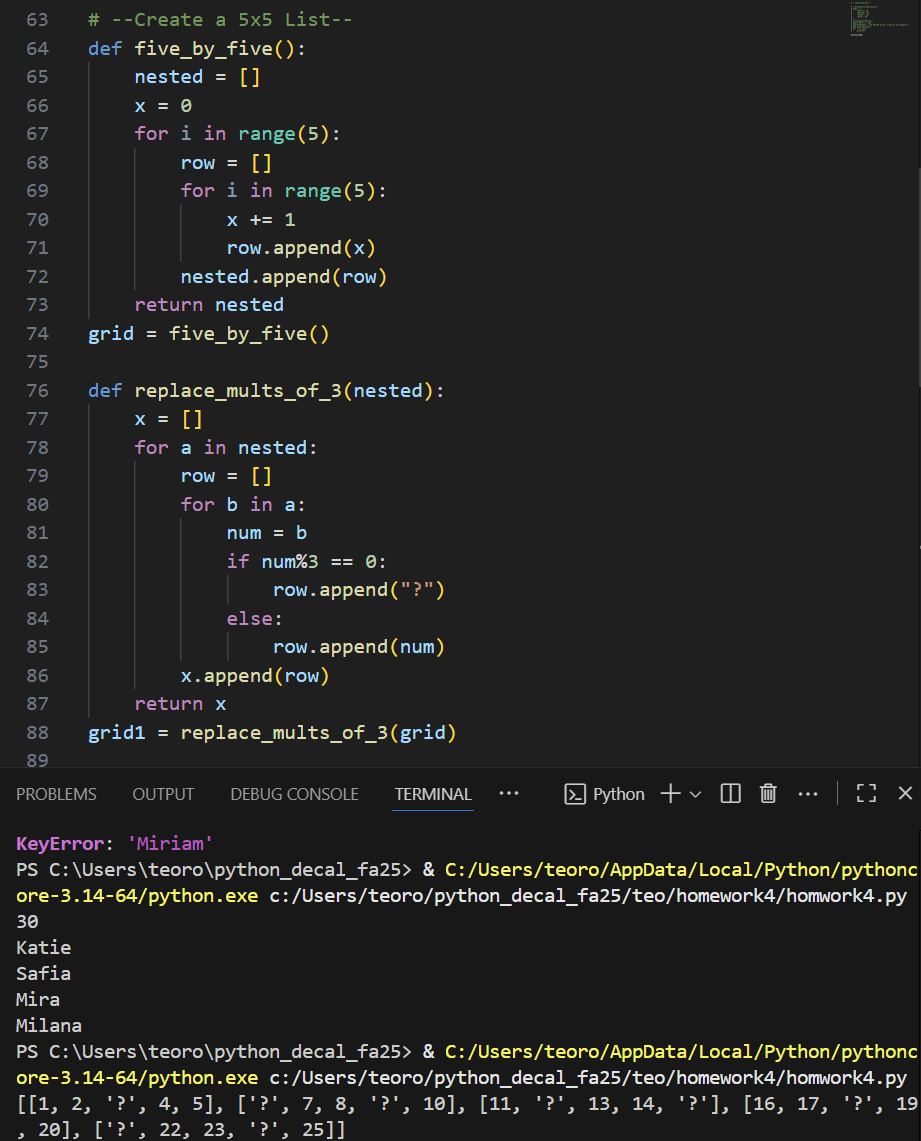 63 # --Create a 5x5 List--
64 def five_by_five():
65     nested = []
66     x = 0
67     for i in range(5):
68         row = []
69         for i in range(5):
70             x += 1
71             row.append(x)
72         nested.append(row)
73     return nested
74 grid = five_by_five()
75
76 def replace_mults_of_3(nested):
77     x = []
78     for a in nested:
79         row = []
80         for b in a:
81             num = b
82             if num%3 == 0:
83                 row.append("?")
84             else:
85                 row.append(num)
86         x.append(row)
87     return x
88 grid1 = replace_mults_of_3(grid)
89
PROBLEMS OUTPUT DEBUG CONSOLE TERMINAL ··· Python + ···
KeyError: 'Miriam'
PS C:\Users\teoro\python_decal_fa25> & C:/Users/teoro/AppData/Local/Python/pythonc
ore-3.14-64/python.exe c:/Users/teoro/python_decal_fa25/teo/homework4/homwork4.py
30
Katie
Safia
Mira
Milana
PS C:\Users\teoro\python_decal_fa25> & C:/Users/teoro/AppData/Local/Python/pythonc
ore-3.14-64/python.exe c:/Users/teoro/python_decal_fa25/teo/homework4/homwork4.py
[[1, 2, '?', 4, 5], ['?', 7, 8, '?', 10], [11, '?', 13, 14, '?'], [16, 17, '?', 19
, 20], ['?', 22, 23, '?', 25]]